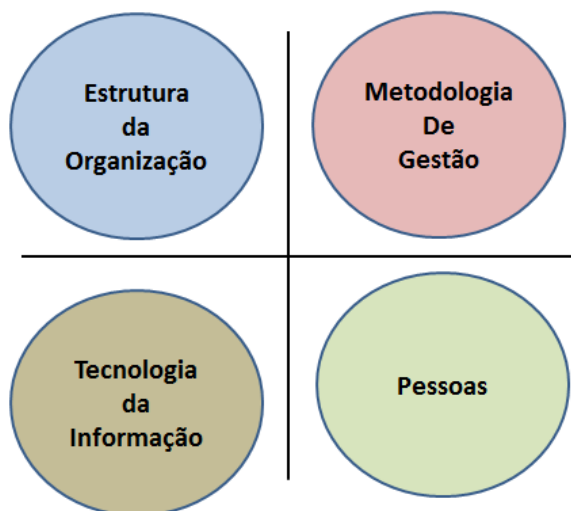 Estrutura
da
Organização
Metodologia
De
Gestão
Tecnologia
da
Informação
Pessoas